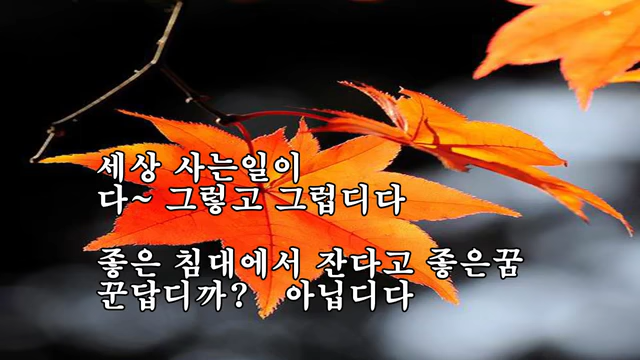 세상 사는일이
다~ 그렇고 그럽디다
좋은 침대에서 잔다고 좋은꿈
꾼답디까? 아닙디다